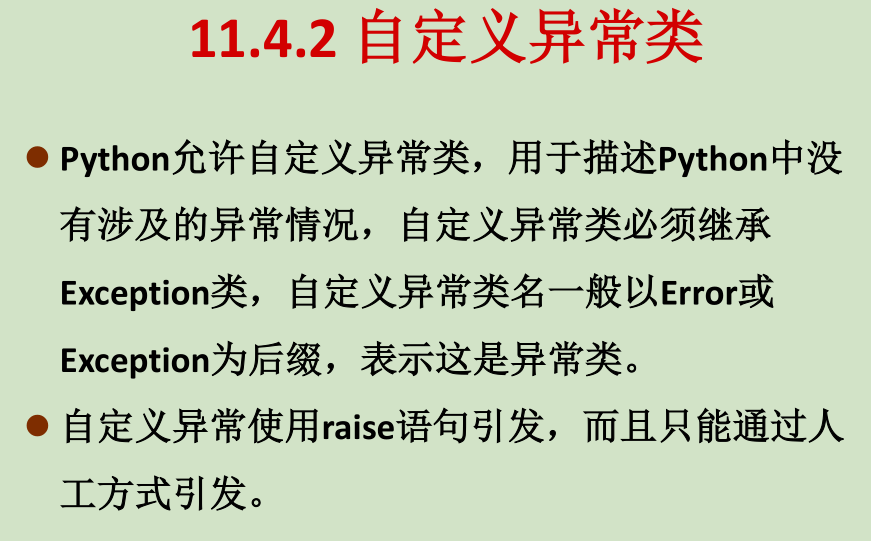 11.4.2 自定义异常类
● Python允许自定义异常类，用于描述Python中没
有涉及的异常情况，自定义异常类必须继承
Exception类，自定义异常类名一般以Error或
Exception为后缀，表示这是异常类。
● 自定义异常使用raise语句引发，而且只能通过人
工方式引发。